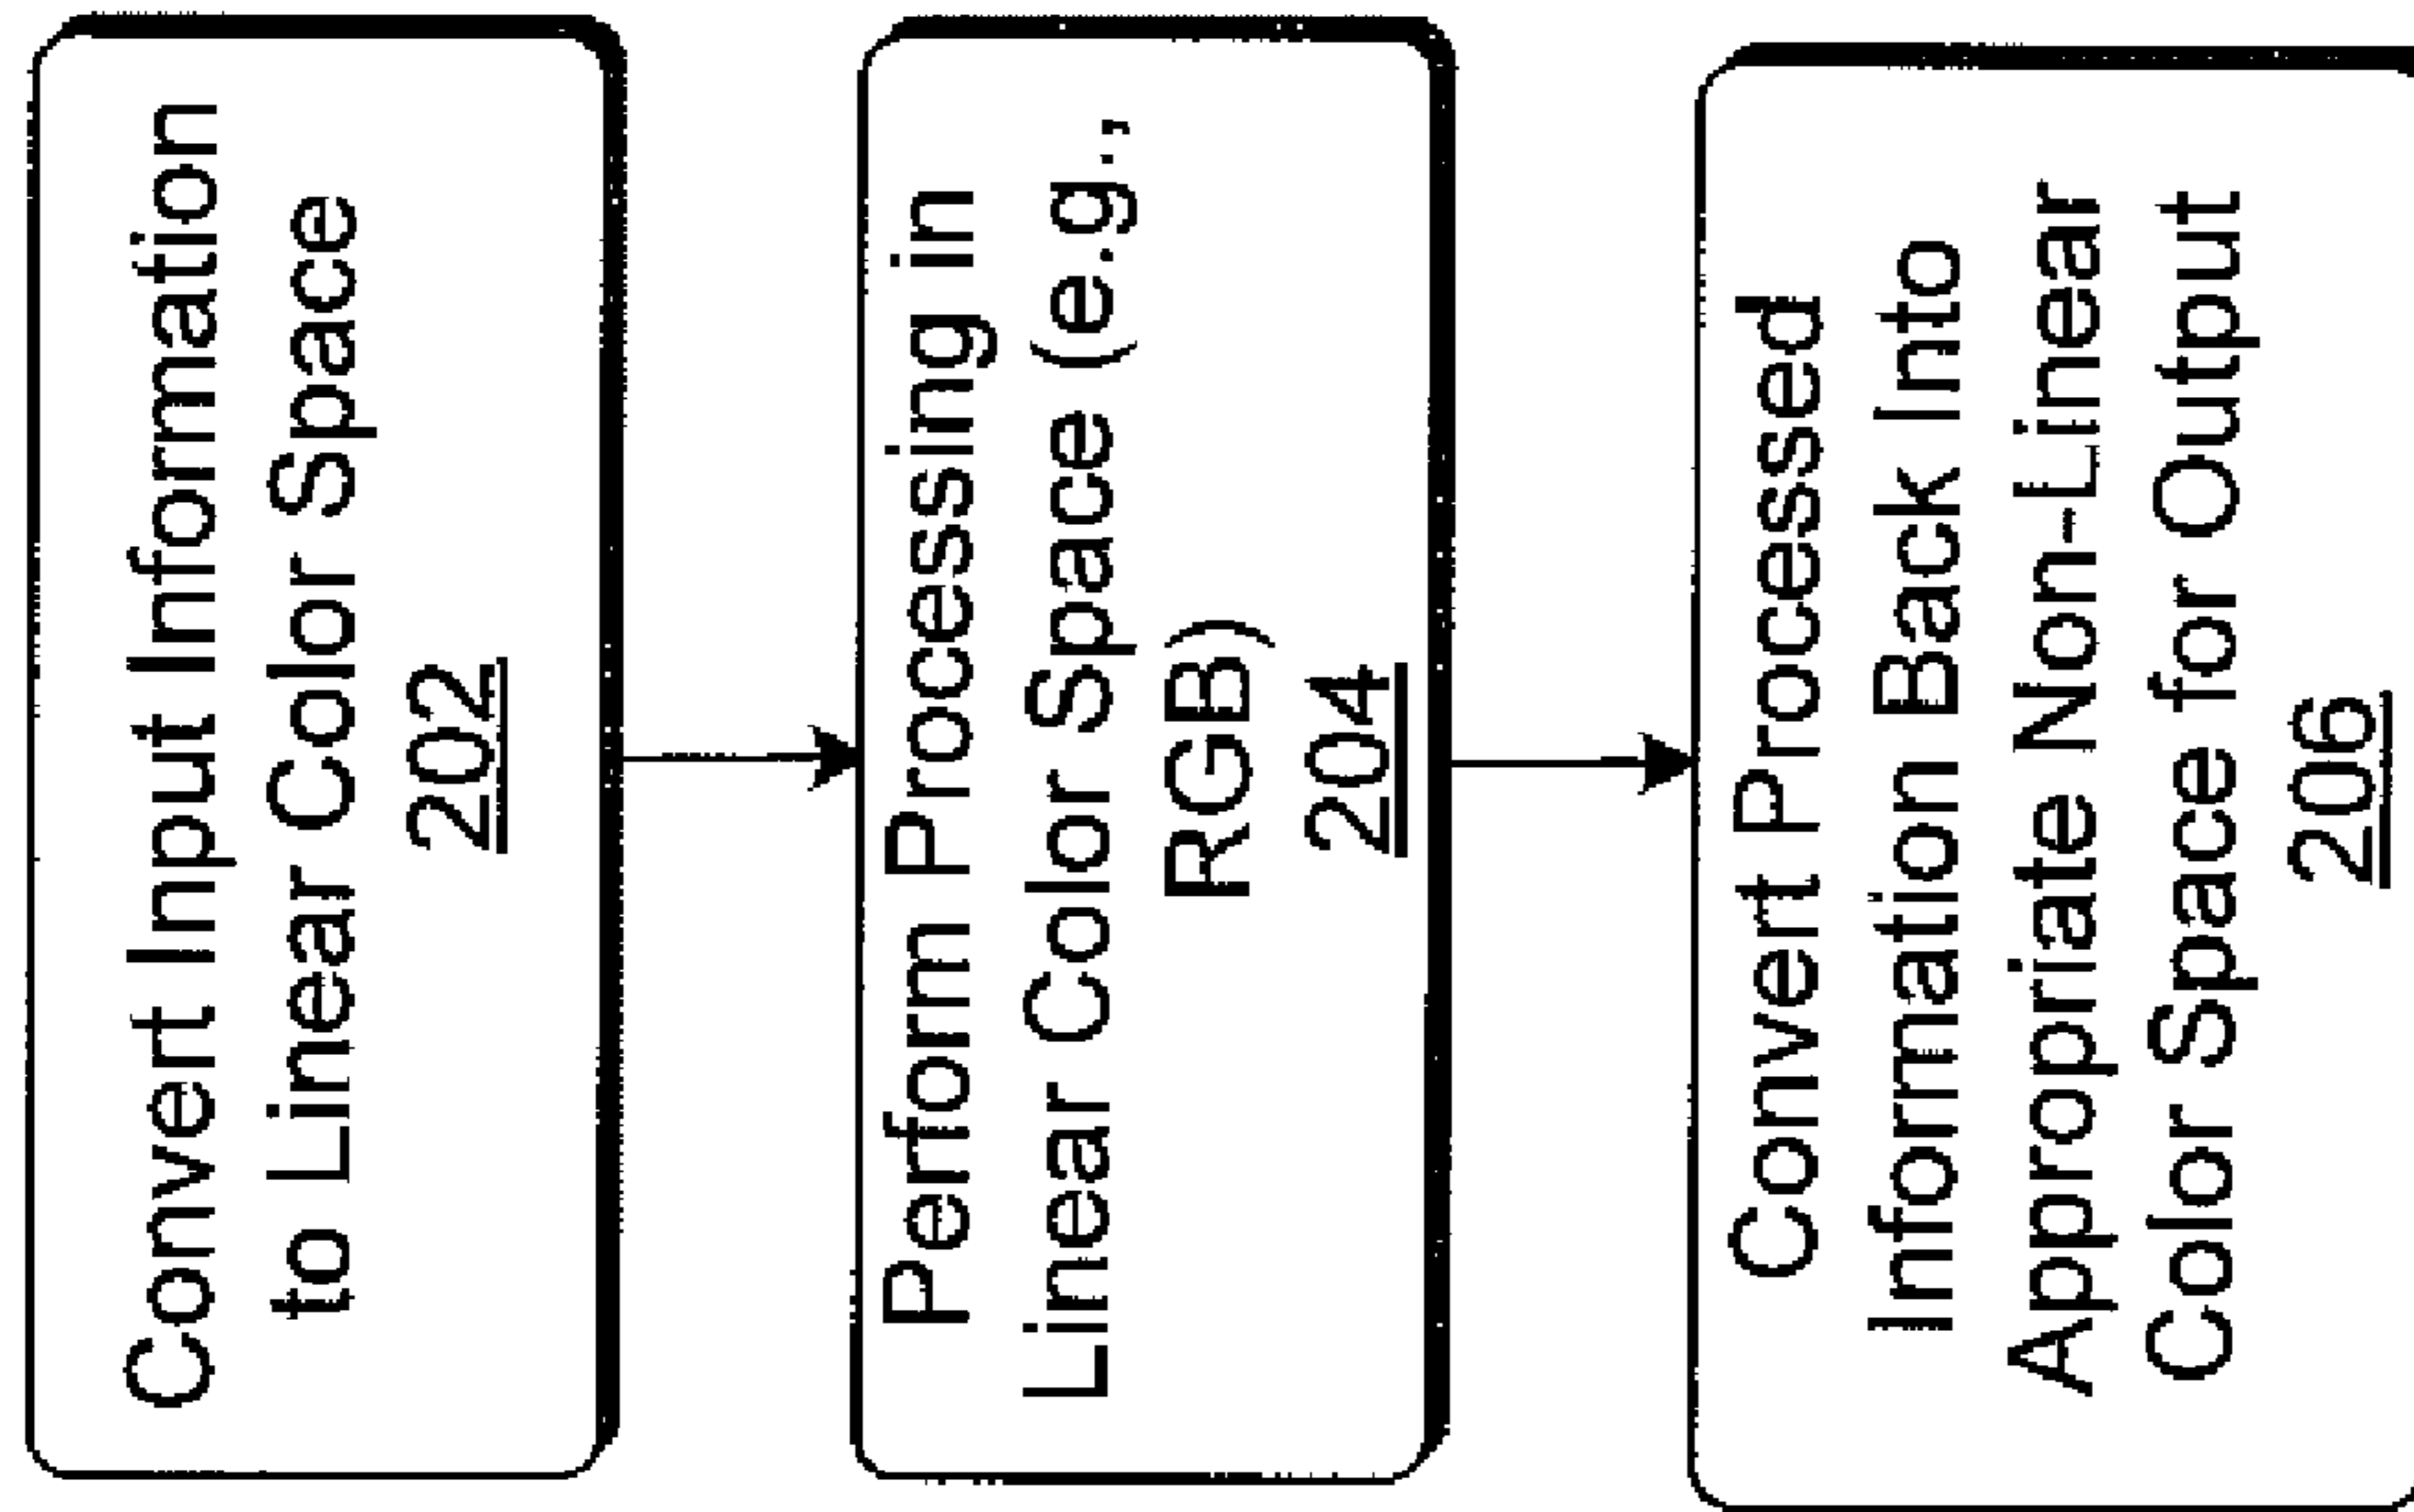 Convert Input Information
to Linear Color Space
202
Perform Processing in
Linear Color Space (e.g.,
RGB)
204
Convert Processed
Information Back Into
Appropriate Non-Linear
Color Space for Output
206